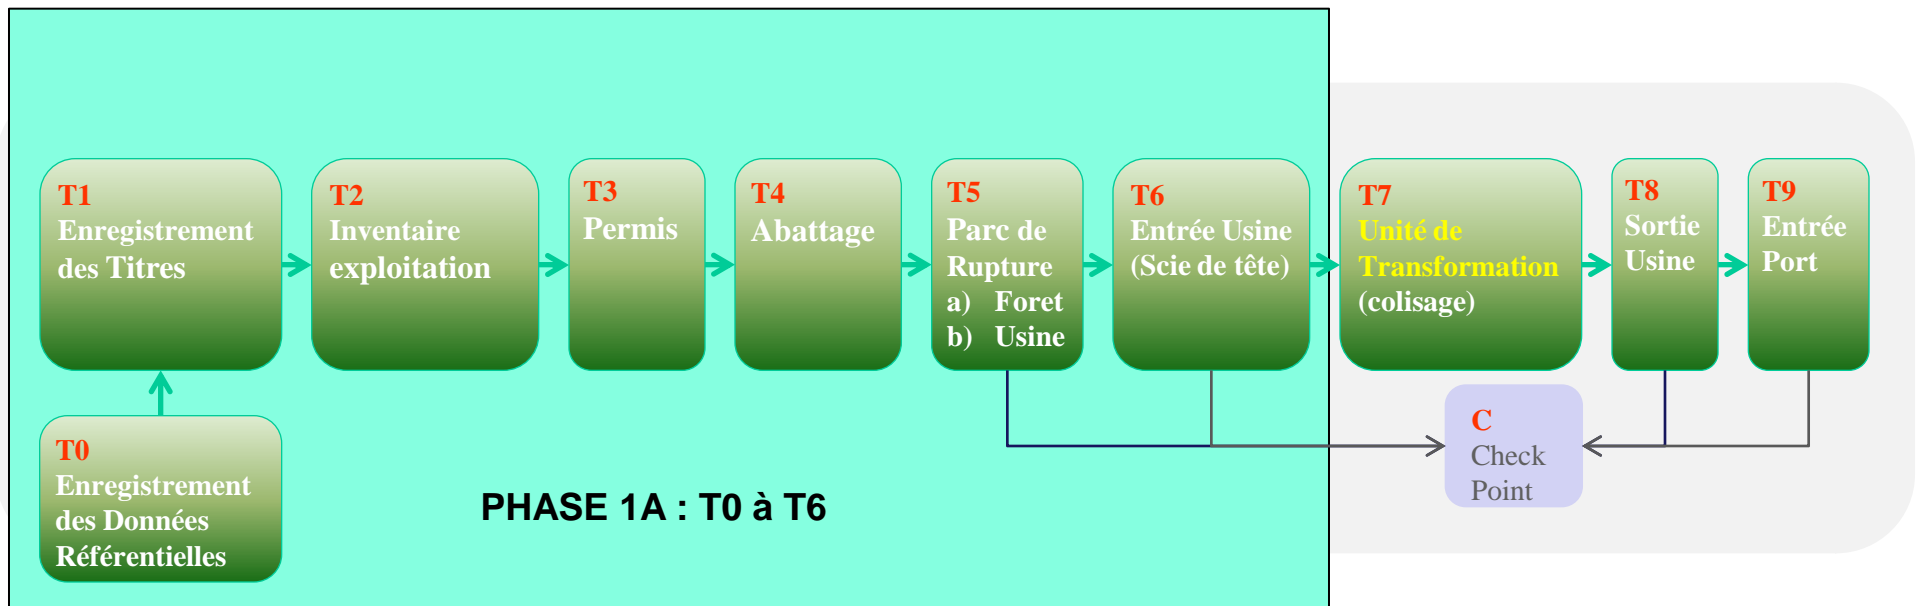 T1
Enregistrement
des Titres
T2
Inventaire
exploitation
T3
Permis
T4
Abattage
T5
Parc de
Rupture
a) Foret
b) Usine
T6
Entrée Usine
(Scie de tête)
T7
Unité de
Transformation
(colisage)
T8
Sortie
Usine
T9
Entrée
Port
T0
Enregistrement
des Données
Référentielles
C
Check
Point
PHASE 1A : T0 à T6